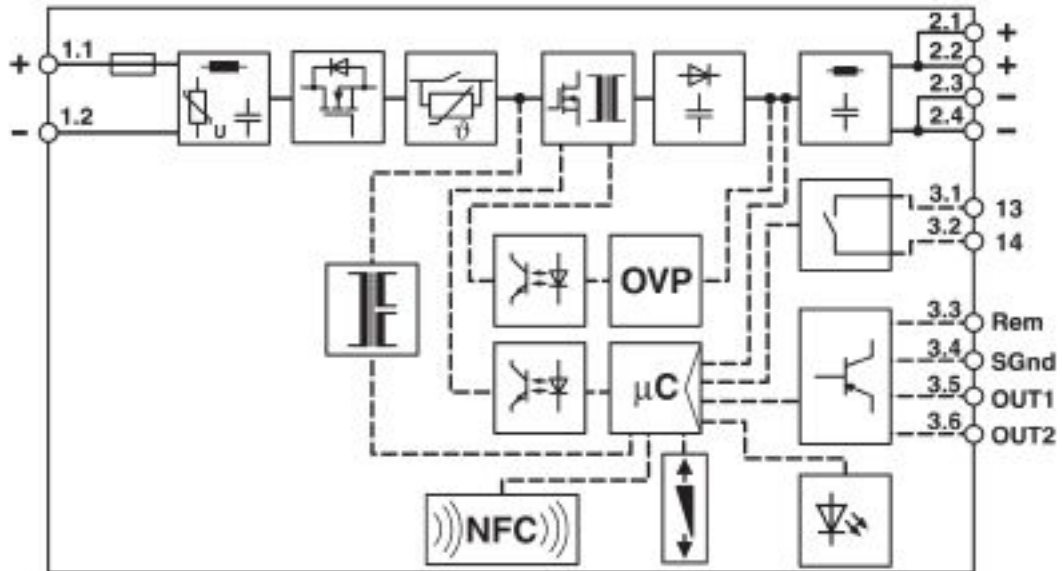 + 1.1
- 1.2
U
ϑ
2.1 +
2.2 +
2.3 -
2.4 -
3.1 13
3.2 14
OVP
3.3 Rem
3.4 SGnd
3.5 OUT1
3.6 OUT2
µC
NFC